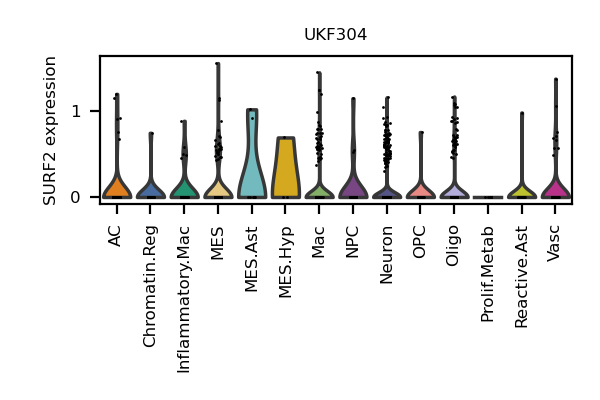 UKF304
SURF2 expression
1
0
AC
Chromatin.Reg
Inflammatory.Mac
MES
MES.Ast
MES.Hyp
Mac
NPC
Neuron
OPC
Oligo
Prolif.Metab
Reactive.Ast
Vasc